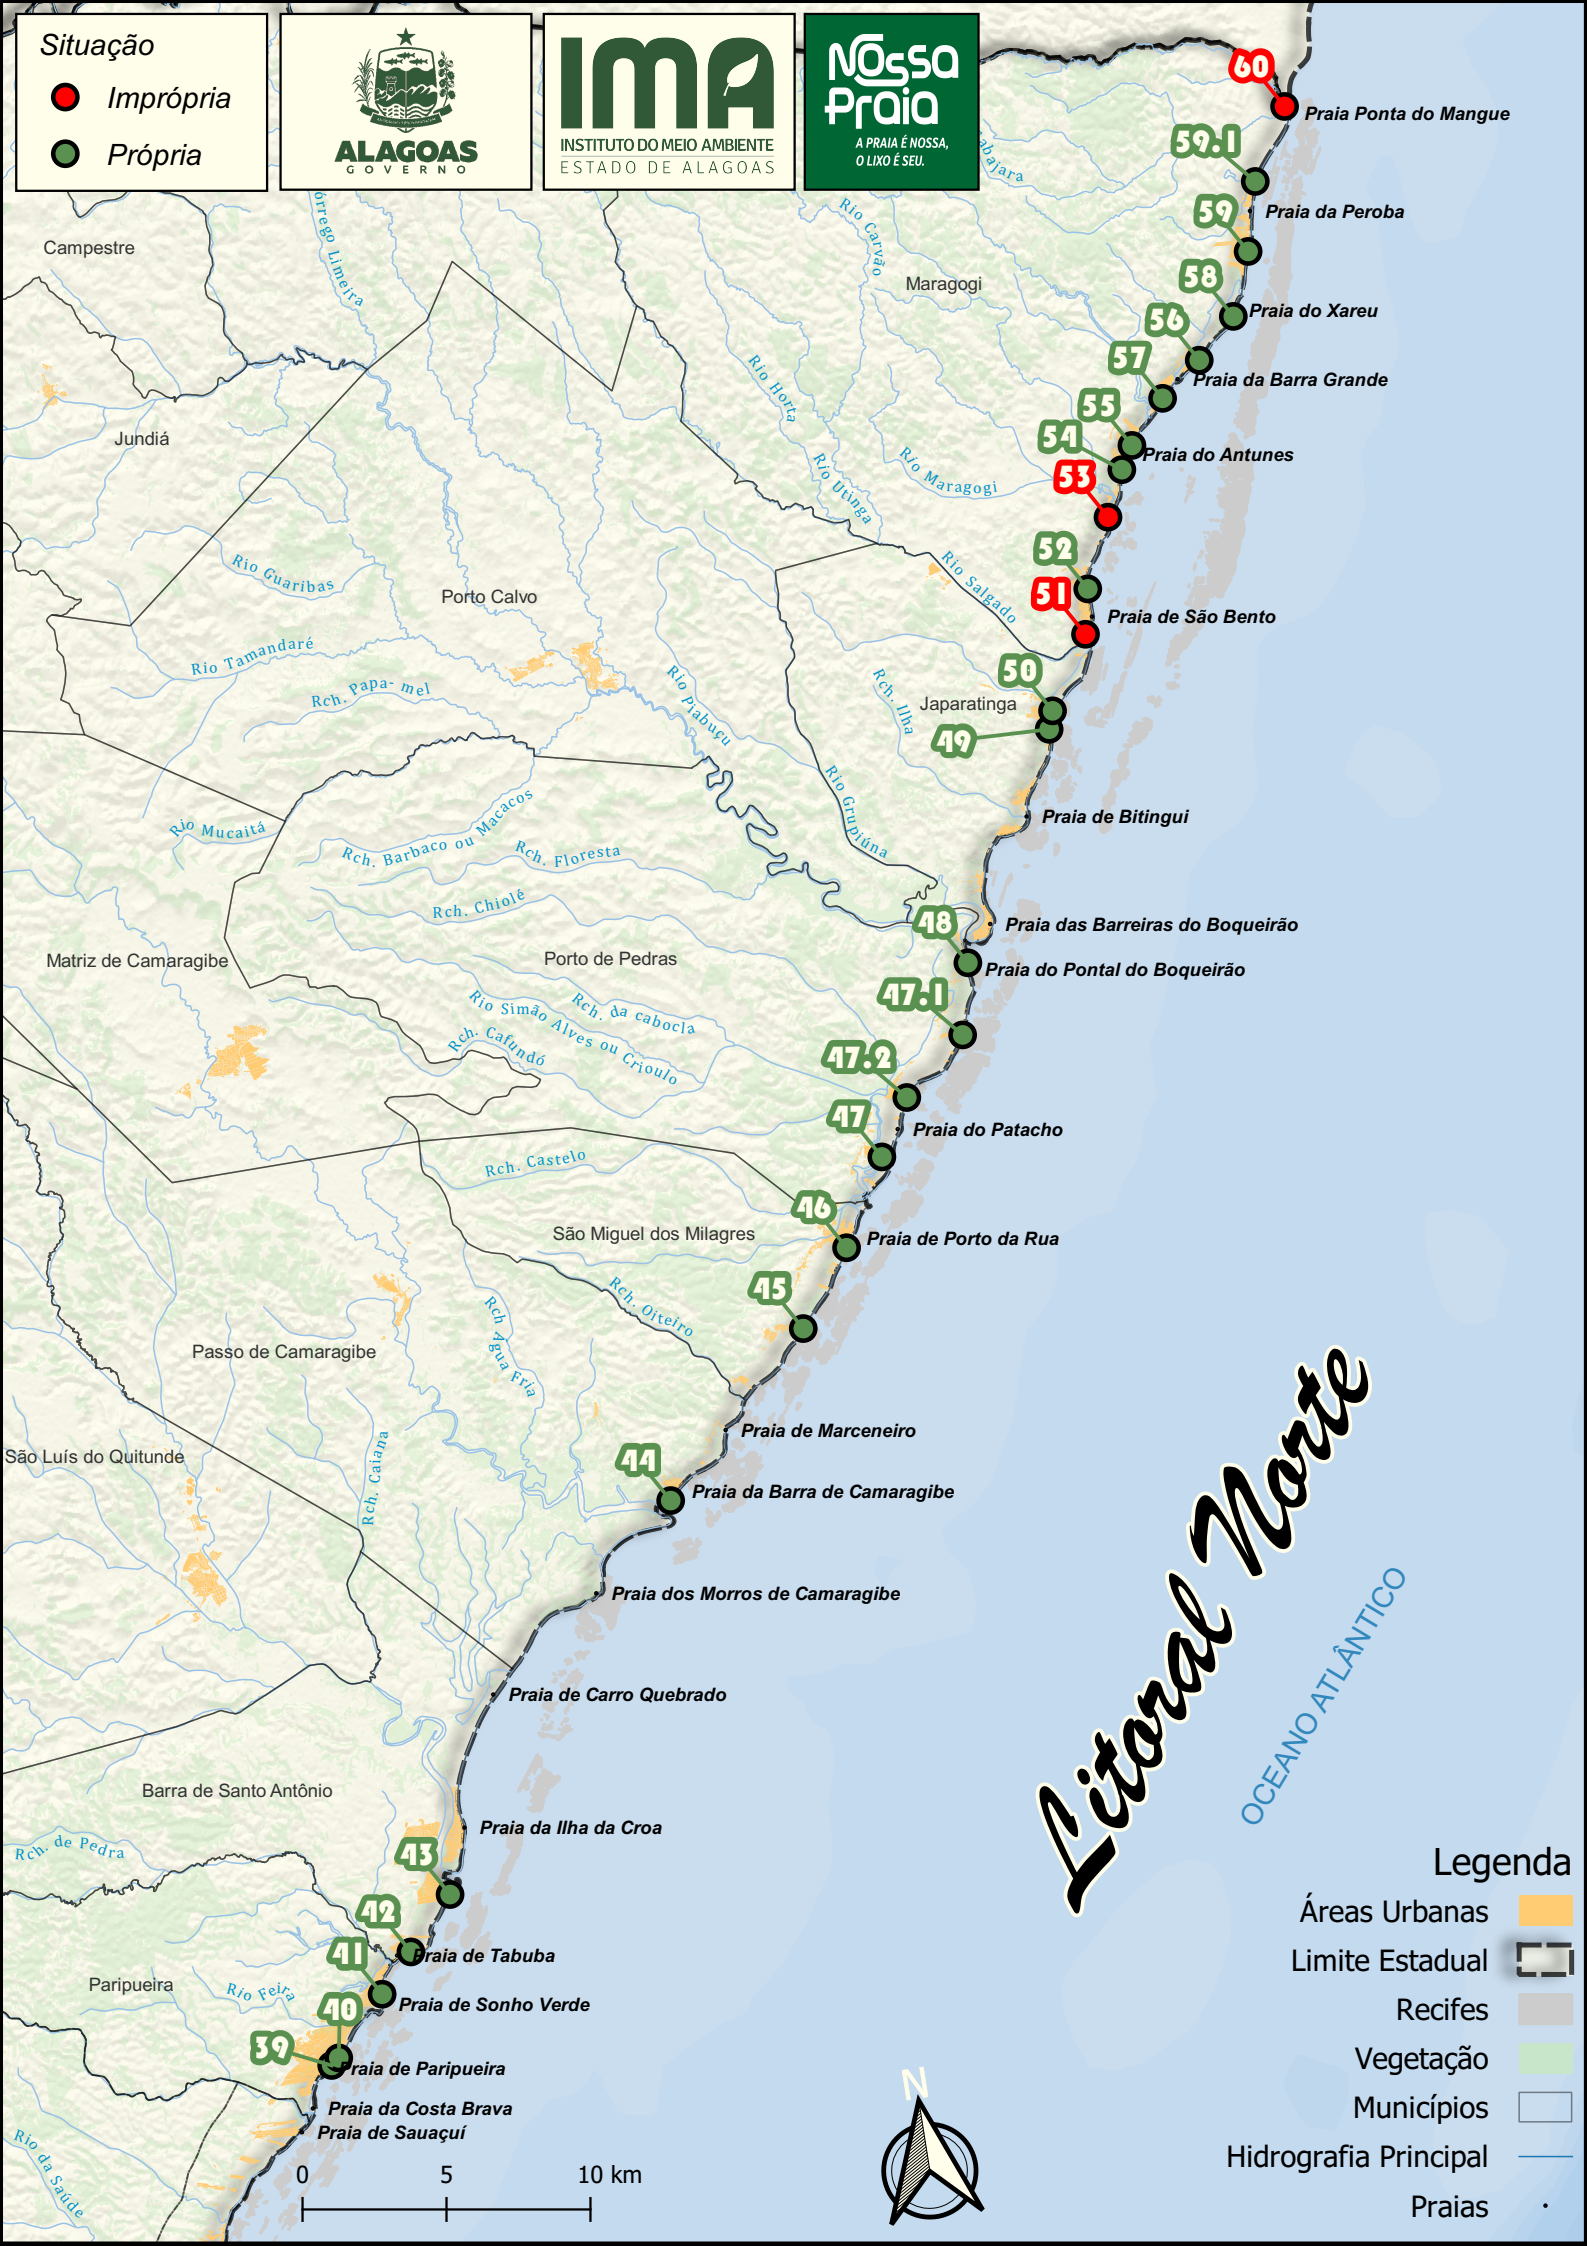 Situação
Imprópria
Própria
ALAGOAS
GOVERNO
IMA
INSTITUTO DO MEIO AMBIENTE
ESTADO DE ALAGOAS
Nossa
Praia
A PRAIA É NOSSA,
O LIXO É SEU.
60
Praia Ponta do Mangue
59.1
59
Praia da Peroba
Campestre
órrego Limeira
Rio Carvão
Maragogi
58
Praia do Xareu
56
57
Praia da Barra Grande
Rio Horta
55
Jundiá
54
Praia do Antunes
Rio Maragogi
Rio Utinga
53
52
Rio Salgado
Rio Guaribas
Porto Calvo
51
Praia de São Bento
Rio Tamandaré
Rch. Papa- mel
Rio Piabuçu
Rch. Ilha
50
Japaratinga
49
Rio Grupiúna
Praia de Bitingui
Rio Mucaitá
Rch. Barbaco ou Macacos
Rch. Floresta
Rch. Chiolé
48
Praia das Barreiras do Boqueirão
Matriz de Camaragibe
Porto de Pedras
Praia do Pontal do Boqueirão
47.1
Rio Simão Alves ou Crioulo
Rch. da cabocla
Rch. Cafundó
47.2
47
Praia do Patacho
Rch. Castelo
46
São Miguel dos Milagres
Praia de Porto da Rua
45
Rch. Oiteiro
Rch Água Fria
Passo de Camaragibe
Praia de Marceneiro
São Luís do Quitunde
Rch. Caiana
44
Praia da Barra de Camaragibe
Praia dos Morros de Camaragibe
Litoral Norte
OCEANO ATLÂNTICO
Praia de Carro Quebrado
Barra de Santo Antônio
Praia da Ilha da Croa
Rch. de Pedra
43
42
Praia de Tabuba
41
Paripueira
Rio Feira
Praia de Sonho Verde
40
39
Praia de Paripueira
Praia da Costa Brava
Praia de Sauaçuí
Rio da Saúde
0 5 10 km
N
Legenda
Áreas Urbanas
Limite Estadual
Recifes
Vegetação
Municípios
Hidrografia Principal
Praias